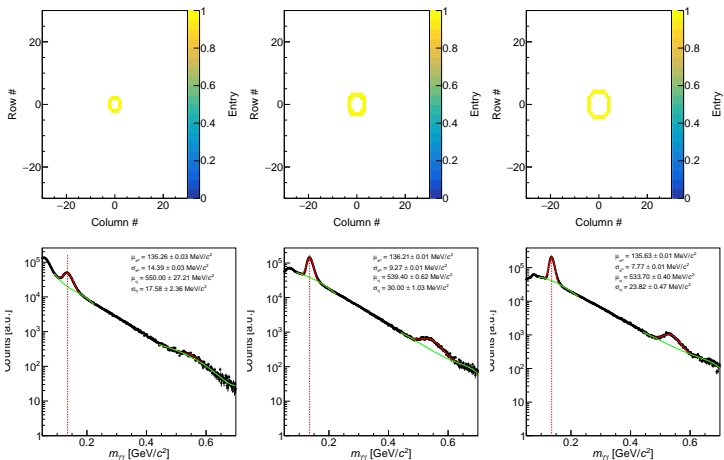 30
20
0
−20
−20
0
20
Row #
Column #
1
0.8
0.6
0.4
0.2
0
Entry
30
20
0
−20
−20
0
20
Row #
Column #
1
0.8
0.6
0.4
0.2
0
Entry
30
20
0
−20
−20
0
20
Row #
Column #
1
0.8
0.6
0.4
0.2
0
Entry
μπ⁰ = 135.26 ± 0.03 MeV/c²
σπ⁰ = 14.39 ± 0.03 MeV/c²
μη = 550.00 ± 27.21 MeV/c²
ση = 17.58 ± 2.36 MeV/c²
10⁵
10⁴
10³
10²
10
1
Counts [a.u.]
0.2
0.4
0.6
mγγ [GeV/c²]
μπ⁰ = 136.21 ± 0.01 MeV/c²
σπ⁰ = 9.27 ± 0.01 MeV/c²
μη = 539.40 ± 0.62 MeV/c²
ση = 30.00 ± 1.03 MeV/c²
10⁵
10⁴
10³
10²
10
1
Counts [a.u.]
0.2
0.4
0.6
mγγ [GeV/c²]
μπ⁰ = 135.63 ± 0.01 MeV/c²
σπ⁰ = 7.77 ± 0.01 MeV/c²
μη = 533.70 ± 0.40 MeV/c²
ση = 23.82 ± 0.47 MeV/c²
10⁵
10⁴
10³
10²
10
1
Counts [a.u.]
0.2
0.4
0.6
mγγ [GeV/c²]